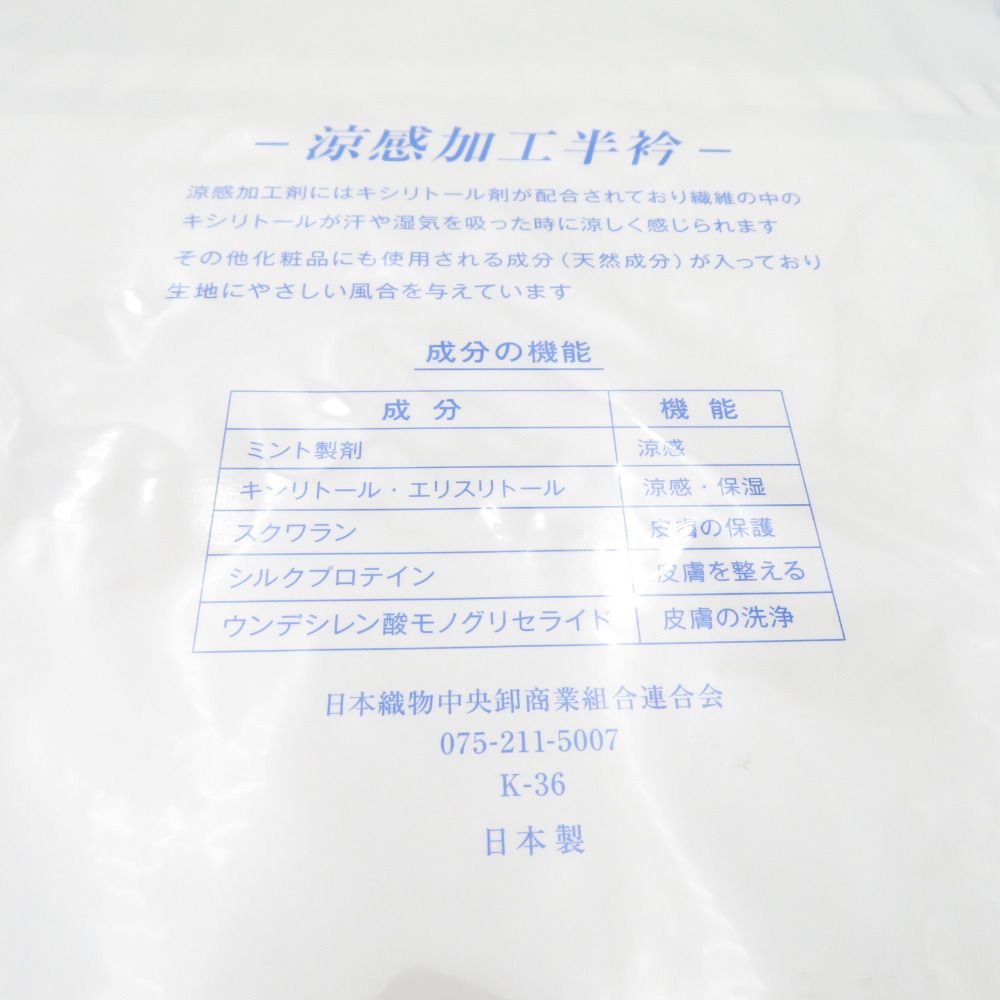 －涼感加工半衿－
涼感加工剤にはキシリトール剤が配合されており繊維の中の
キシリトールが汗や湿気を吸った時に涼しく感じられます
その他化粧品にも使用される成分（天然成分）が入っており
生地にやさしい風合を与えています
成分の機能
成分 機能
ミント製剤 涼感
キシリトール・エリスリトール 涼感・保湿
スクワラン 皮膚の保護
シルクプロテイン 皮膚を整える
ウンデシレン酸モノグリセライド 皮膚の洗浄
日本織物中央卸商業組合連合会
075-211-5007
K-36
日本製